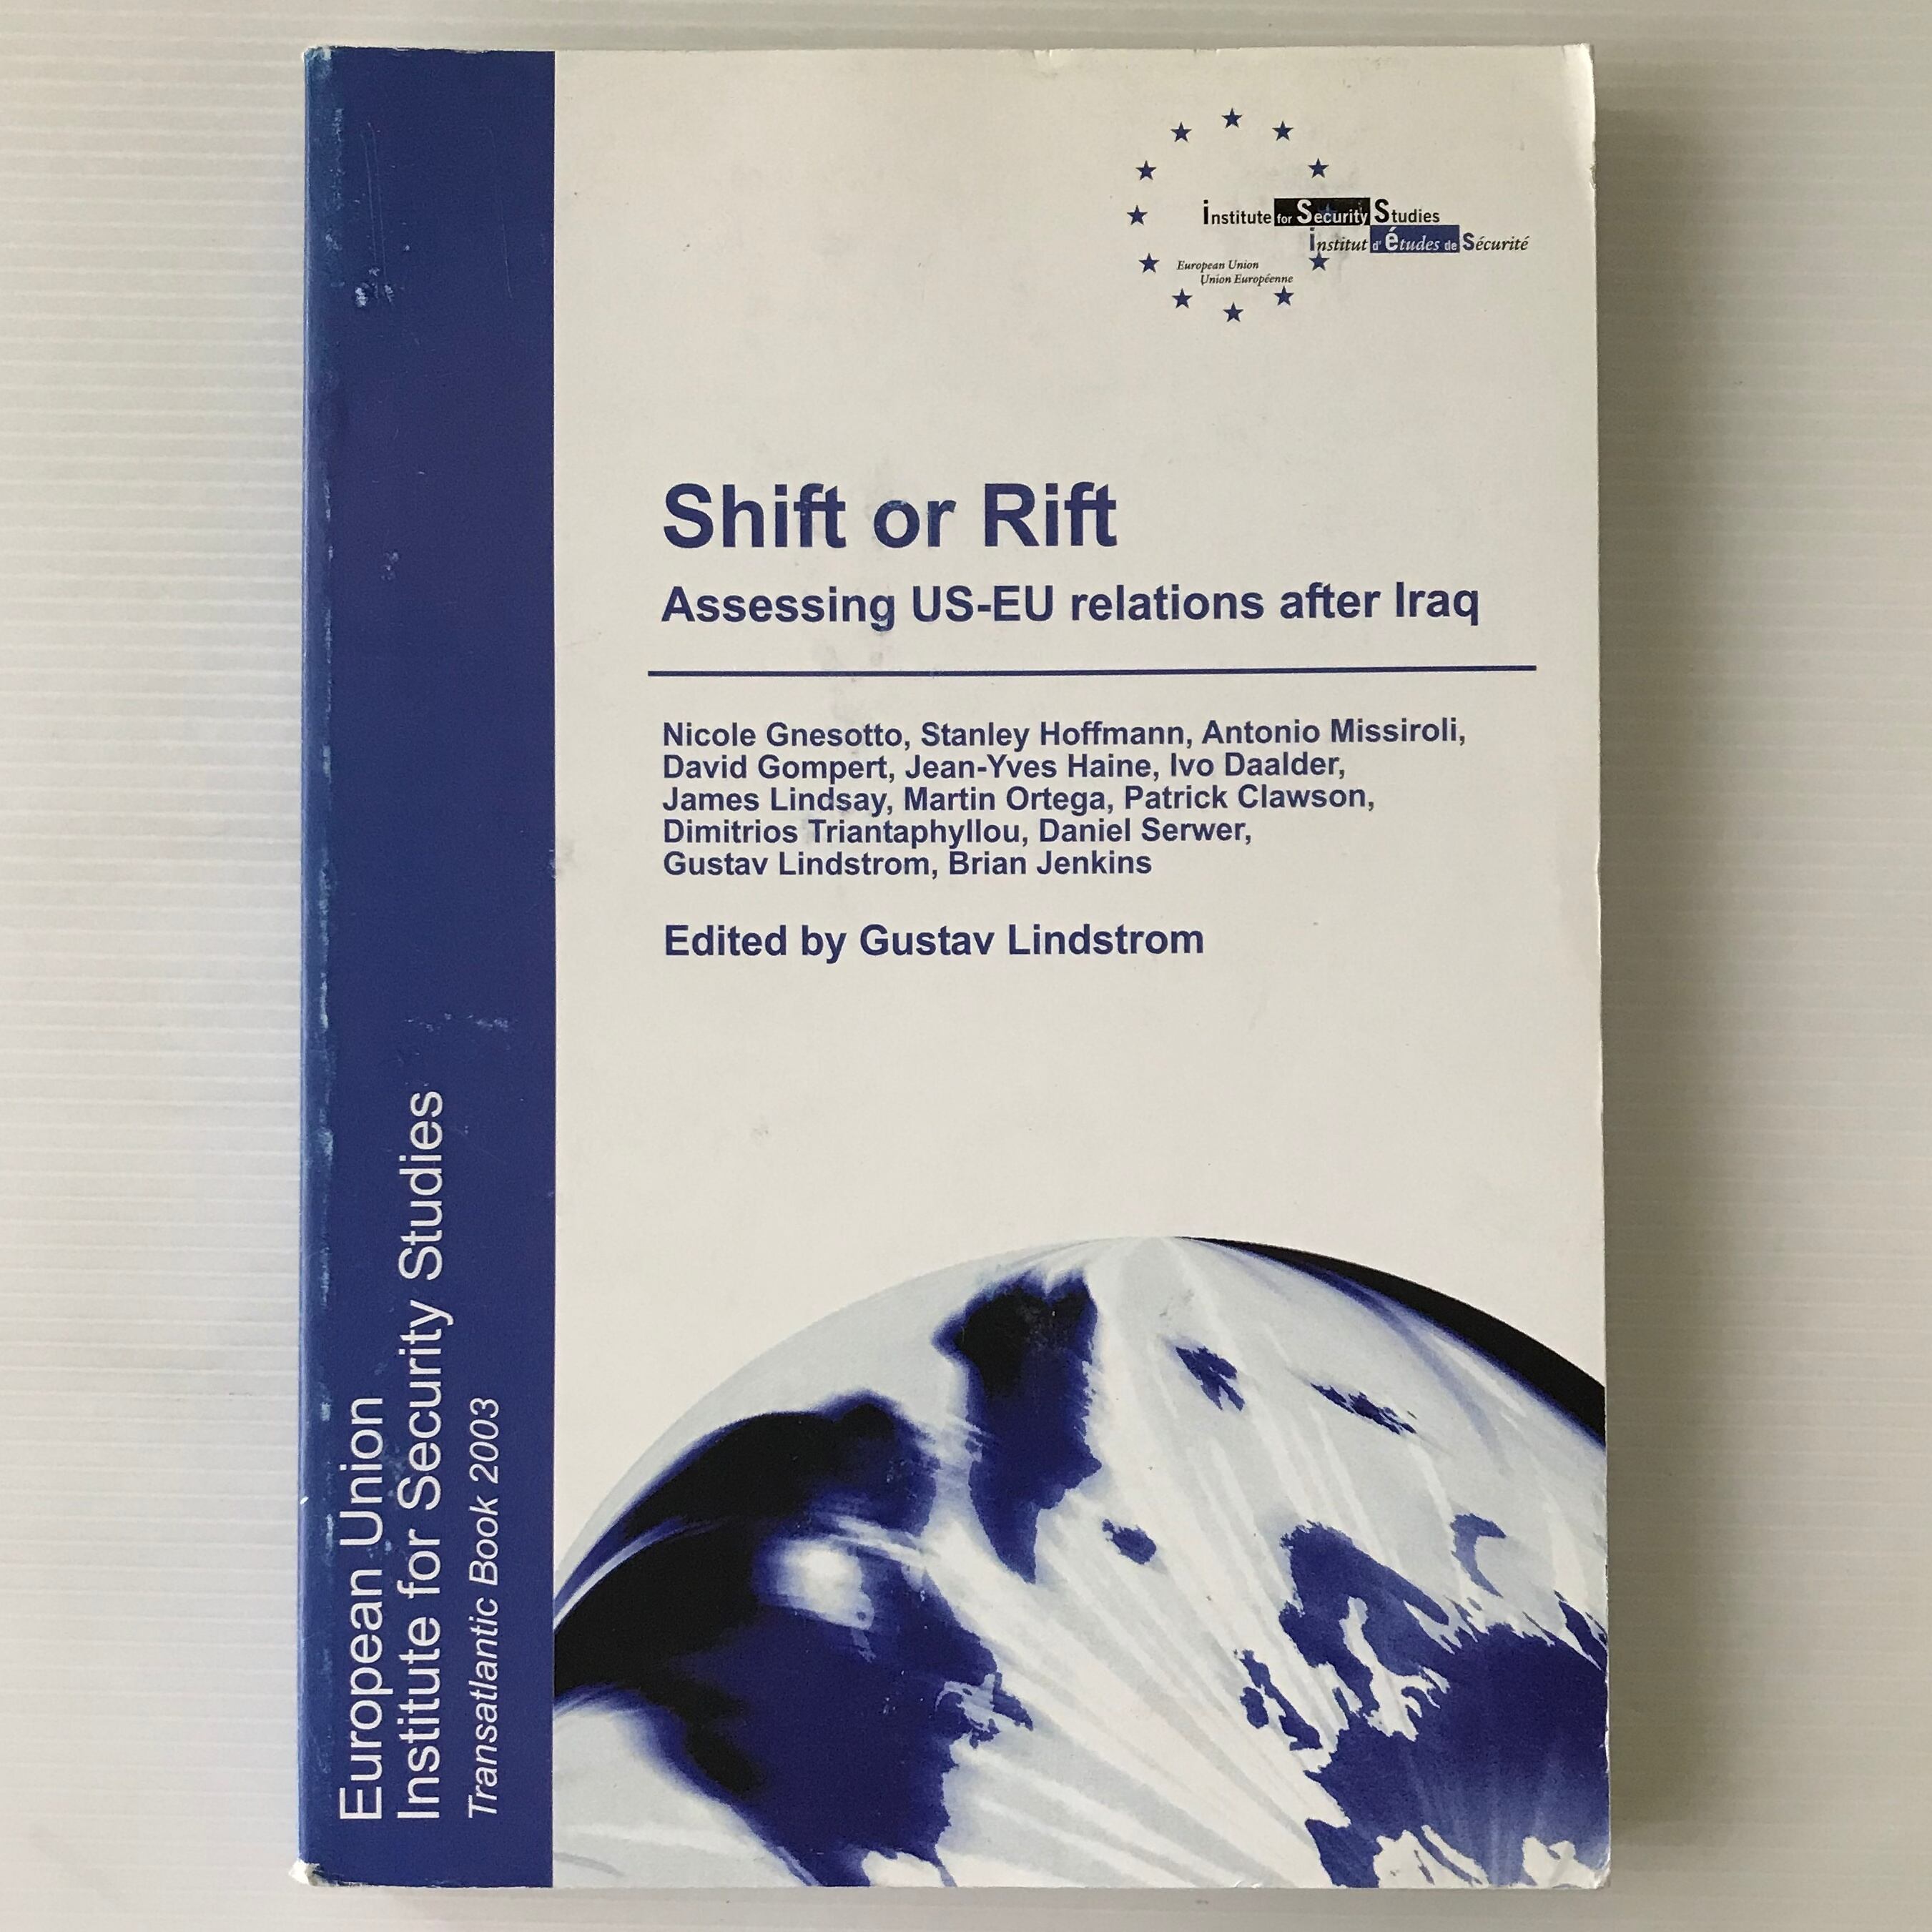 Institute for Security Studies
Institut d' études de Sécurité
European Union
Union Européenne
Shift or Rift
Assessing US-EU relations after Iraq
Nicole Gnesotto, Stanley Hoffmann, Antonio Missiroli,
David Gompert, Jean-Yves Haine, Ivo Daalder,
James Lindsay, Martin Ortega, Patrick Clawson,
Dimitrios Triantaphyllou, Daniel Serwer,
Gustav Lindstrom, Brian Jenkins
Edited by Gustav Lindstrom
European Union
Institute for Security Studies
Transatlantic Book 2003